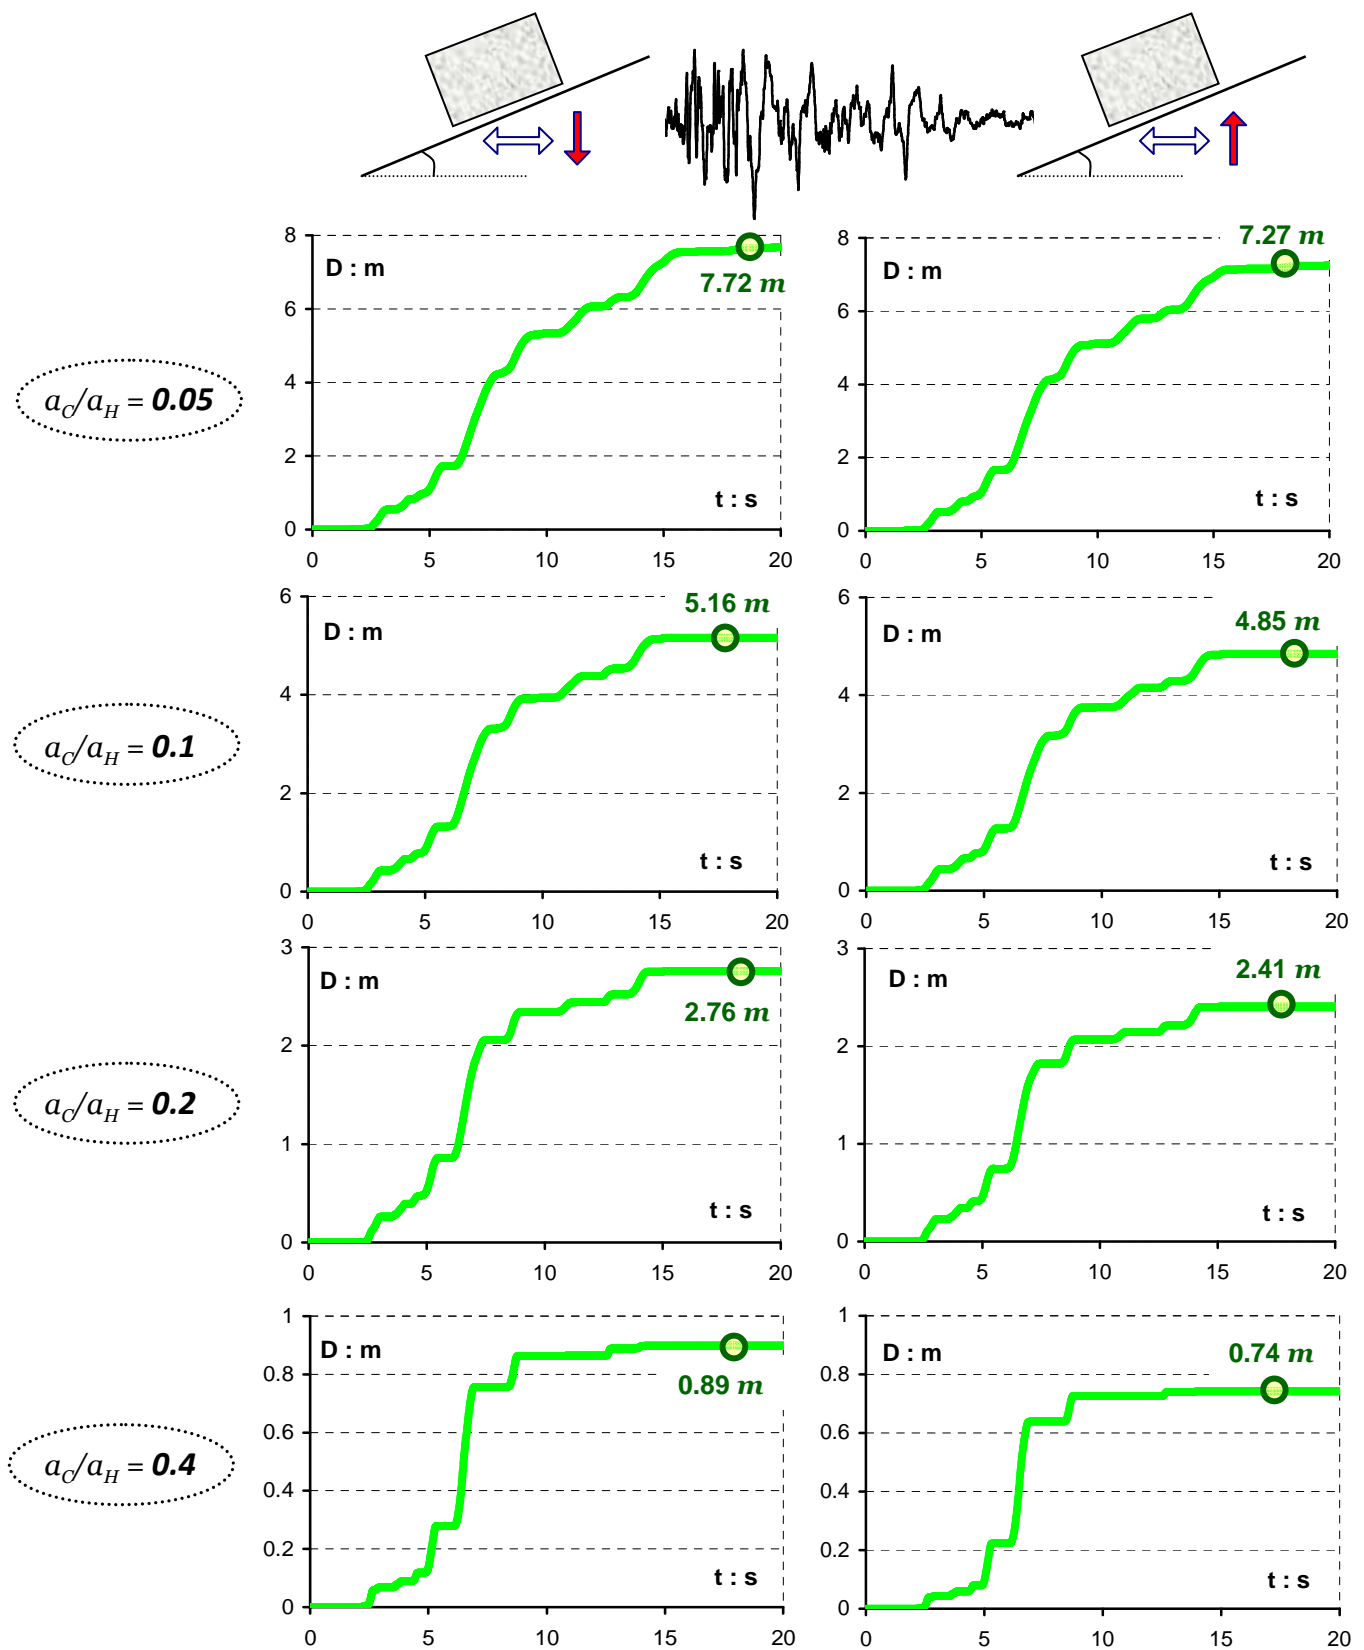 8
6
4
2
0
D : m
7.72 m
t : s
0 5 10 15 20
8
6
4
2
0
D : m
7.27 m
t : s
0 5 10 15 20
a_C/a_H = 0.05
6
4
2
0
D : m
5.16 m
t : s
0 5 10 15 20
6
4
2
0
D : m
4.85 m
t : s
0 5 10 15 20
a_C/a_H = 0.1
3
2
1
0
D : m
2.76 m
t : s
0 5 10 15 20
3
2
1
0
D : m
2.41 m
t : s
0 5 10 15 20
a_C/a_H = 0.2
1
0.8
0.6
0.4
0.2
0
D : m
0.89 m
t : s
0 5 10 15 20
1
0.8
0.6
0.4
0.2
0
D : m
0.74 m
t : s
0 5 10 15 20
a_C/a_H = 0.4